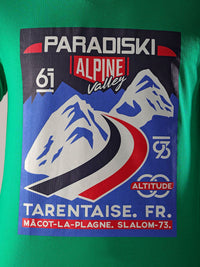 PARADISKI
ALPINE
Valley
61
93
ALTITUDE
TARENTAISE. FR.
MÂCOT-LA-PLAGNE. SLALOM-73.